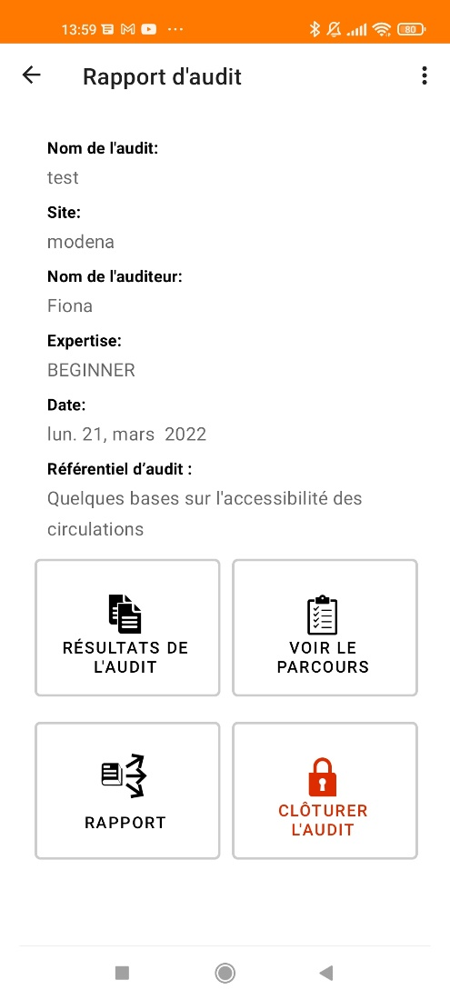 13:59
80
Rapport d'audit
Nom de l'audit:
test
Site:
modena
Nom de l'auditeur:
Fiona
Expertise:
BEGINNER
Date:
lun. 21, mars  2022
Référentiel d’audit :
Quelques bases sur l'accessibilité des
circulations
RÉSULTATS DE
L'AUDIT
VOIR LE
PARCOURS
RAPPORT
CLÔTURER
L'AUDIT